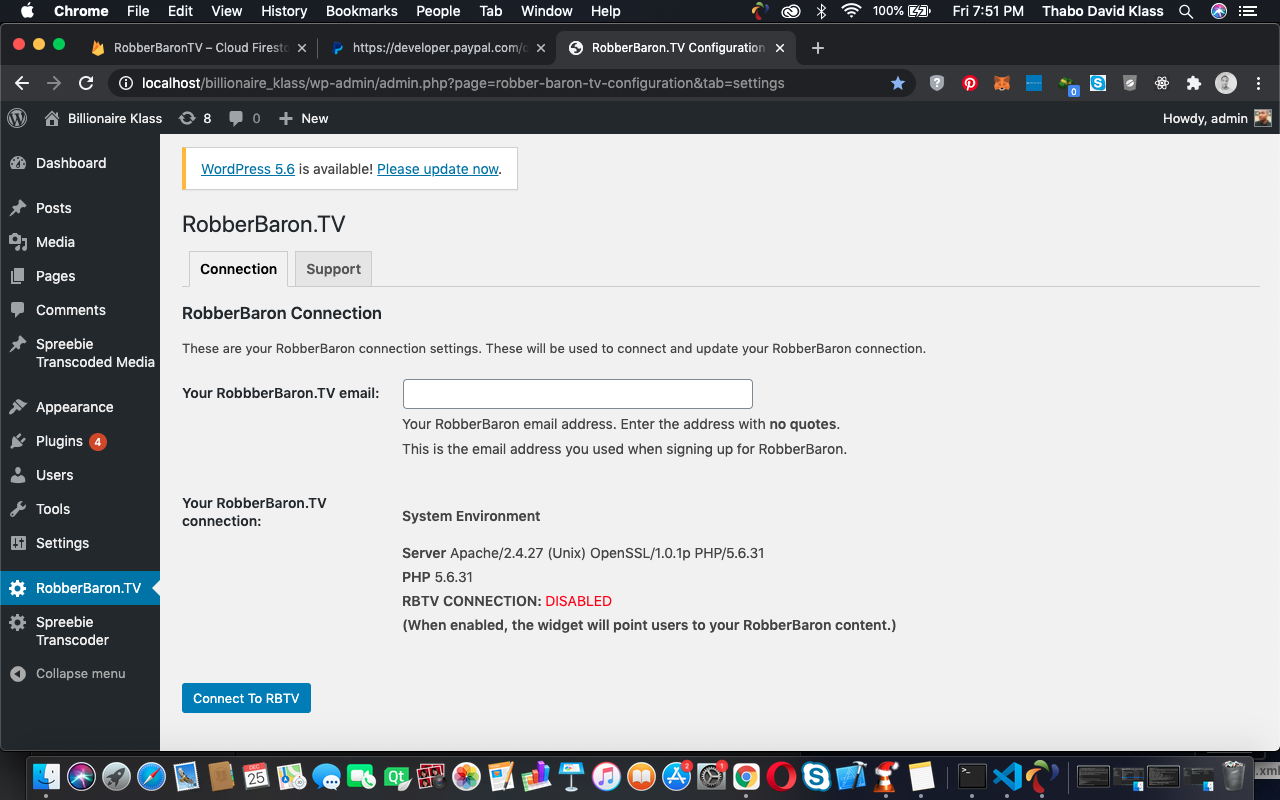 Chrome File Edit View History Bookmarks People Tab Window Help 100% Fri 7:51 PM Thabo David Klass
RobberBaronTV – Cloud Firest
https://developer.paypal.com/
RobberBaron.TV Configuration
localhost/billionaire_klass/wp-admin/admin.php?page=robber-baron-tv-configuration&tab=settings
0
Billionaire Klass 8 0 New Howdy, admin
Dashboard
Posts
Media
Pages
Comments
Spreebie
Transcoded Media
Appearance
Plugins 4
Users
Tools
Settings
RobberBaron.TV
Spreebie
Transcoder
Collapse menu
WordPress 5.6 is available! Please update now.
RobberBaron.TV
Connection Support
RobberBaron Connection
These are your RobberBaron connection settings. These will be used to connect and update your RobberBaron connection.
Your RobbberBaron.TV email:
Your RobberBaron email address. Enter the address with no quotes.
This is the email address you used when signing up for RobberBaron.
Your RobberBaron.TV
connection:
System Environment
Server Apache/2.4.27 (Unix) OpenSSL/1.0.1p PHP/5.6.31
PHP 5.6.31
RBTV CONNECTION: DISABLED
(When enabled, the widget will point users to your RobberBaron content.)
Connect To RBTV
DEC
25
Qt
2
1
.xml